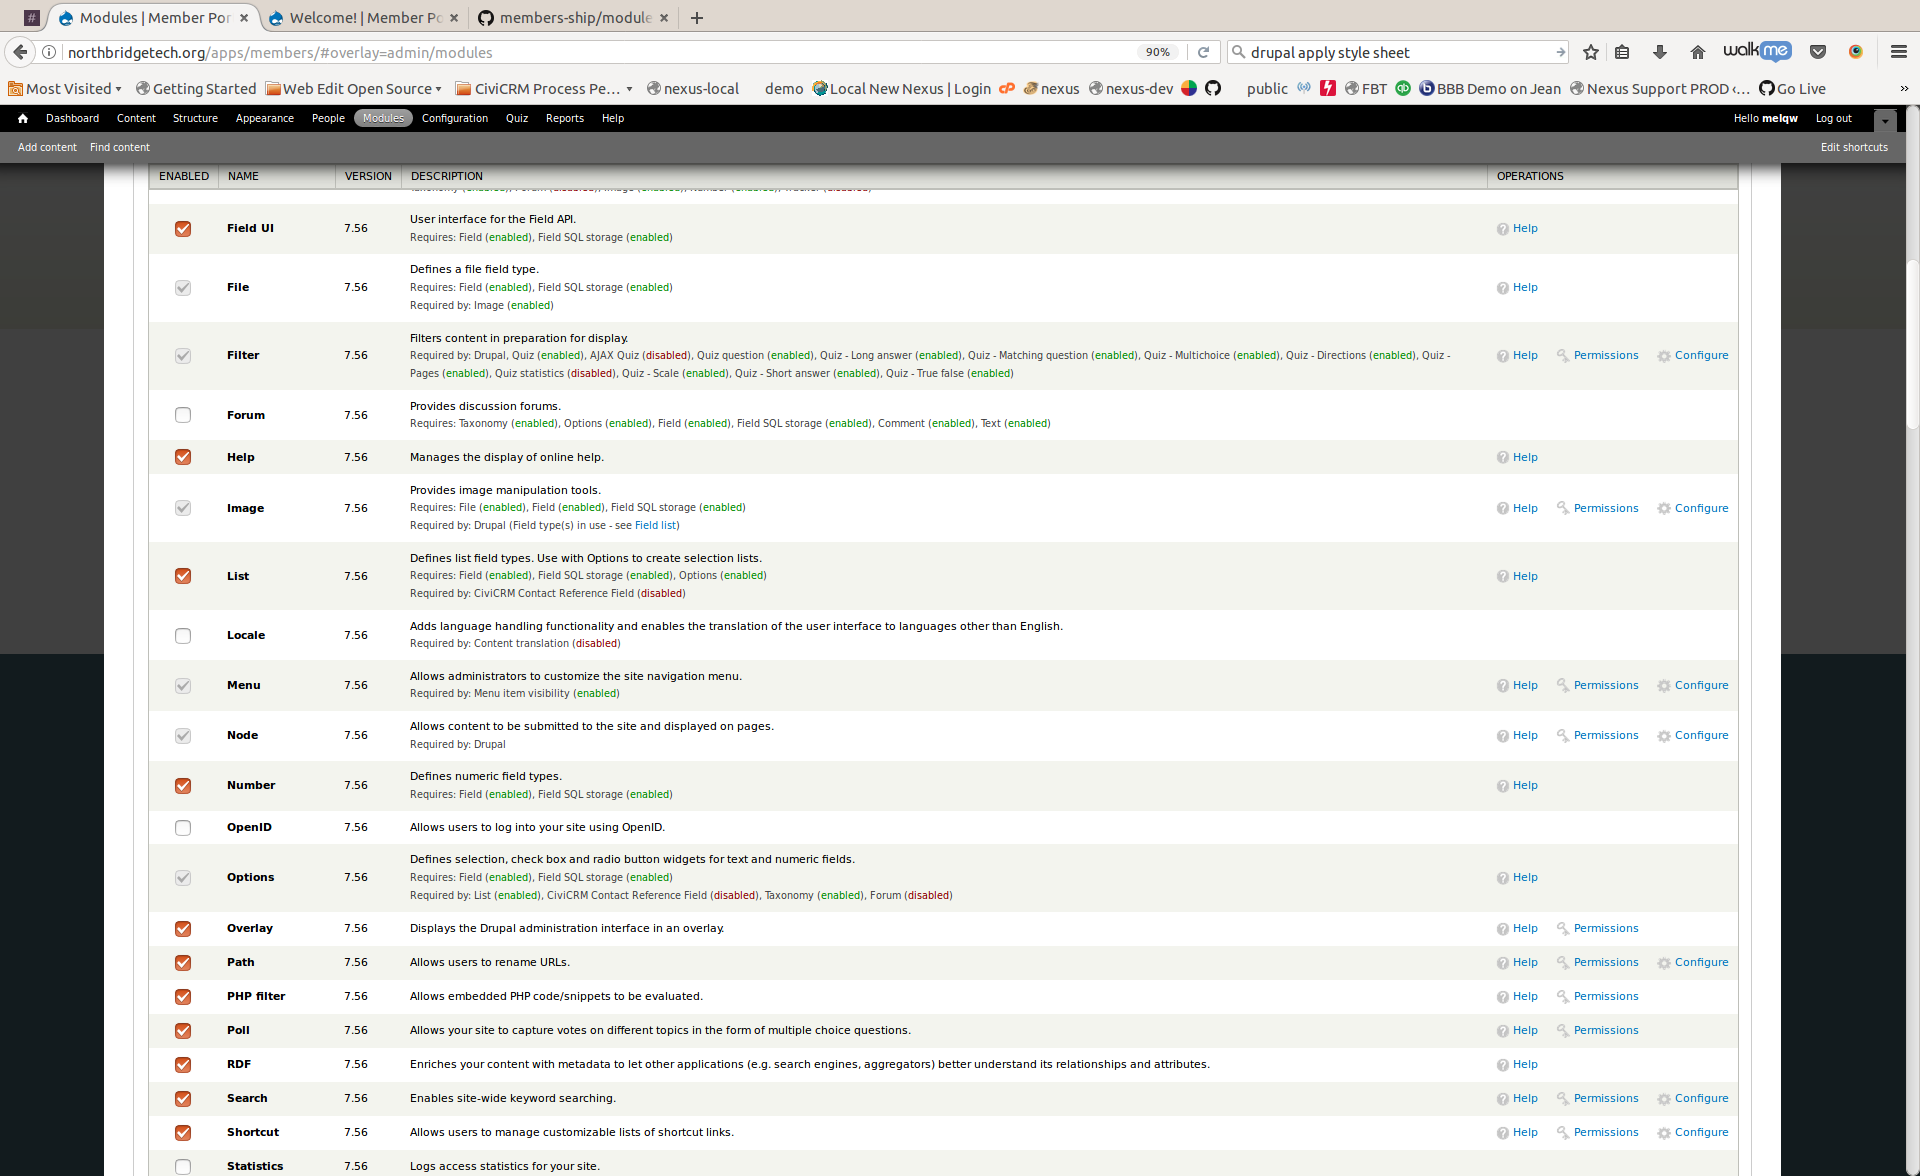 Modules | Member Por
Welcome! | Member Po
members-ship/module
northbridgetech.org/apps/members/#overlay=admin/modules
90%
drupal apply style sheet
walkme
Most Visited
Getting Started
Web Edit Open Source
CiviCRM Process Pe...
nexus-local
demo
Local New Nexus | Login
nexus
nexus-dev
public
FBT
BBB Demo on Jean
Nexus Support PROD ‹...
Go Live
Dashboard
Content
Structure
Appearance
People
Modules
Configuration
Quiz
Reports
Help
Hello melqw
Log out
Add content
Find content
Edit shortcuts
ENABLED NAME VERSION DESCRIPTION OPERATIONS
Taxonomy (enabled), Forum (disabled), Image (enabled), Number (enabled), Tracker (disabled)
Field UI 7.56 User interface for the Field API.
Requires: Field (enabled), Field SQL storage (enabled)
Help
File 7.56 Defines a file field type.
Requires: Field (enabled), Field SQL storage (enabled)
Required by: Image (enabled)
Help
Filter 7.56 Filters content in preparation for display.
Required by: Drupal, Quiz (enabled), AJAX Quiz (disabled), Quiz question (enabled), Quiz - Long answer (enabled), Quiz - Matching question (enabled), Quiz - Multichoice (enabled), Quiz - Directions (enabled), Quiz -
Pages (enabled), Quiz statistics (disabled), Quiz - Scale (enabled), Quiz - Short answer (enabled), Quiz - True false (enabled)
Help Permissions Configure
Forum 7.56 Provides discussion forums.
Requires: Taxonomy (enabled), Options (enabled), Field (enabled), Field SQL storage (enabled), Comment (enabled), Text (enabled)
Help 7.56 Manages the display of online help. Help
Image 7.56 Provides image manipulation tools.
Requires: File (enabled), Field (enabled), Field SQL storage (enabled)
Required by: Drupal (Field type(s) in use - see Field list)
Help Permissions Configure
List 7.56 Defines list field types. Use with Options to create selection lists.
Requires: Field (enabled), Field SQL storage (enabled), Options (enabled)
Required by: CiviCRM Contact Reference Field (disabled)
Help
Locale 7.56 Adds language handling functionality and enables the translation of the user interface to languages other than English.
Required by: Content translation (disabled)
Menu 7.56 Allows administrators to customize the site navigation menu.
Required by: Menu item visibility (enabled)
Help Permissions Configure
Node 7.56 Allows content to be submitted to the site and displayed on pages.
Required by: Drupal
Help Permissions Configure
Number 7.56 Defines numeric field types.
Requires: Field (enabled), Field SQL storage (enabled)
Help
OpenID 7.56 Allows users to log into your site using OpenID.
Options 7.56 Defines selection, check box and radio button widgets for text and numeric fields.
Requires: Field (enabled), Field SQL storage (enabled)
Required by: List (enabled), CiviCRM Contact Reference Field (disabled), Taxonomy (enabled), Forum (disabled)
Help
Overlay 7.56 Displays the Drupal administration interface in an overlay. Help Permissions
Path 7.56 Allows users to rename URLs. Help Permissions Configure
PHP filter 7.56 Allows embedded PHP code/snippets to be evaluated. Help Permissions
Poll 7.56 Allows your site to capture votes on different topics in the form of multiple choice questions. Help Permissions
RDF 7.56 Enriches your content with metadata to let other applications (e.g. search engines, aggregators) better understand its relationships and attributes. Help
Search 7.56 Enables site-wide keyword searching. Help Permissions Configure
Shortcut 7.56 Allows users to manage customizable lists of shortcut links. Help Permissions Configure
Statistics 7.56 Logs access statistics for your site.